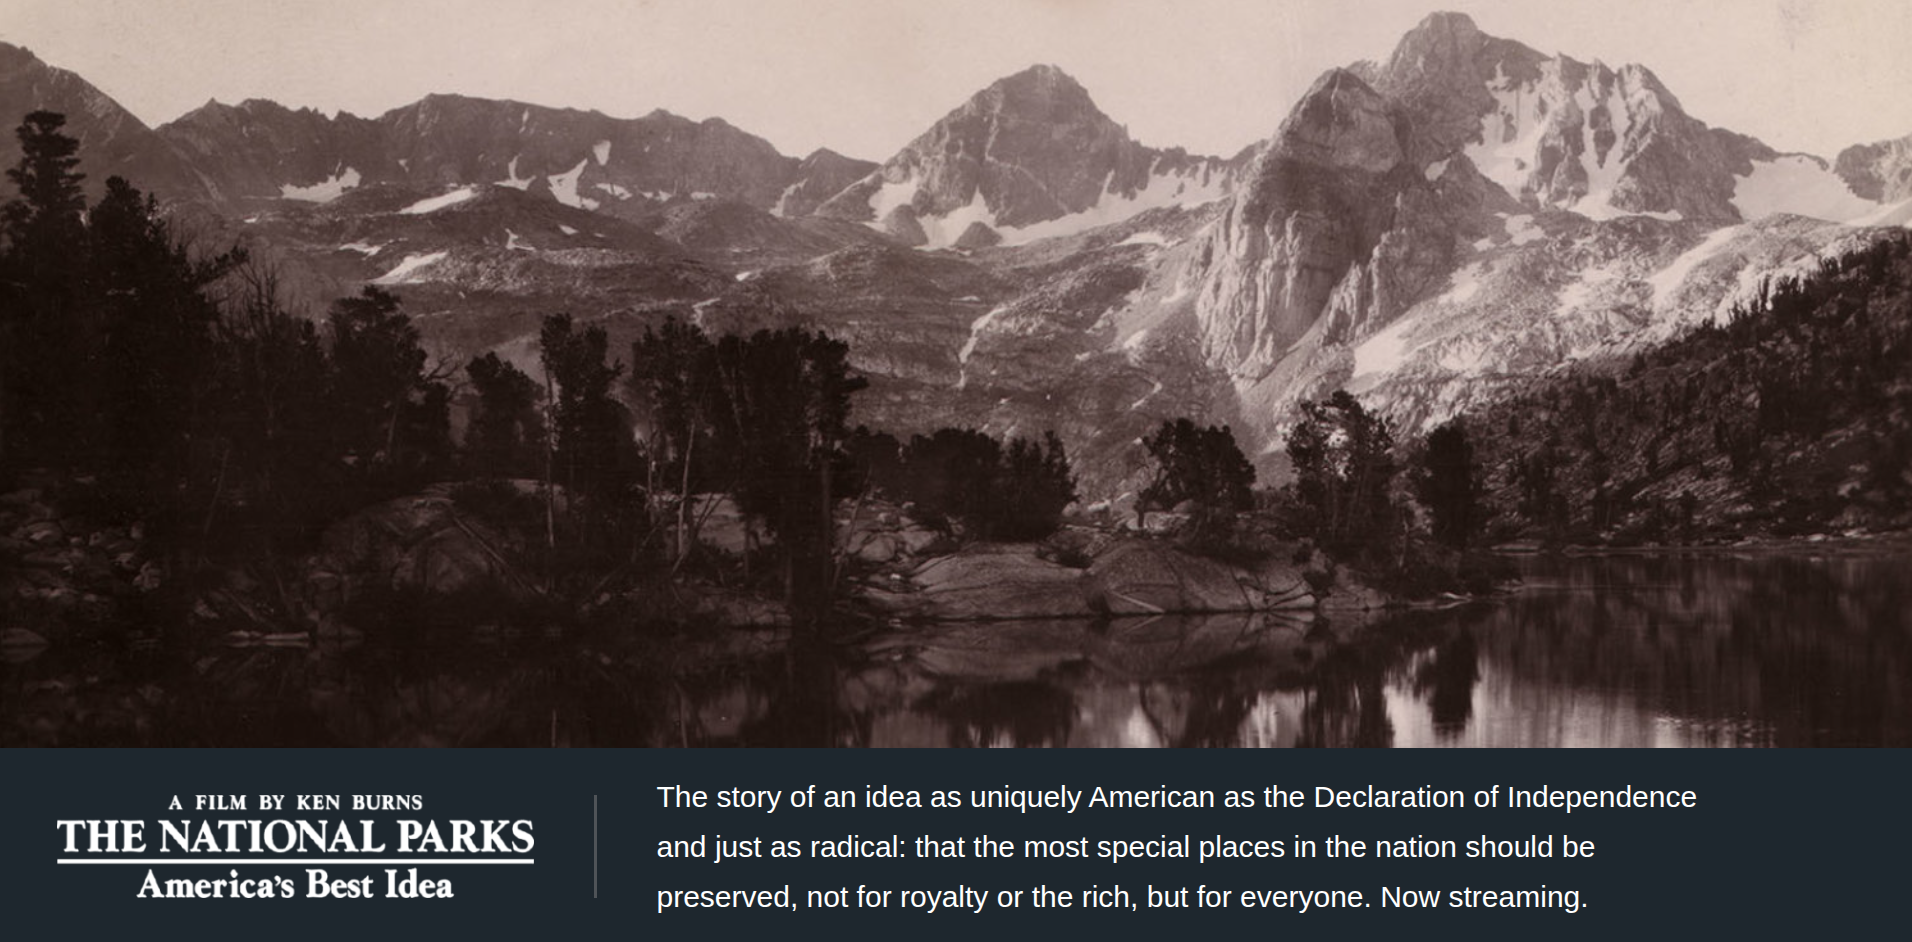 A FILM BY KEN BURNS
THE NATIONAL PARKS
America's Best Idea
The story of an idea as uniquely American as the Declaration of Independence
and just as radical: that the most special places in the nation should be
preserved, not for royalty or the rich, but for everyone. Now streaming.